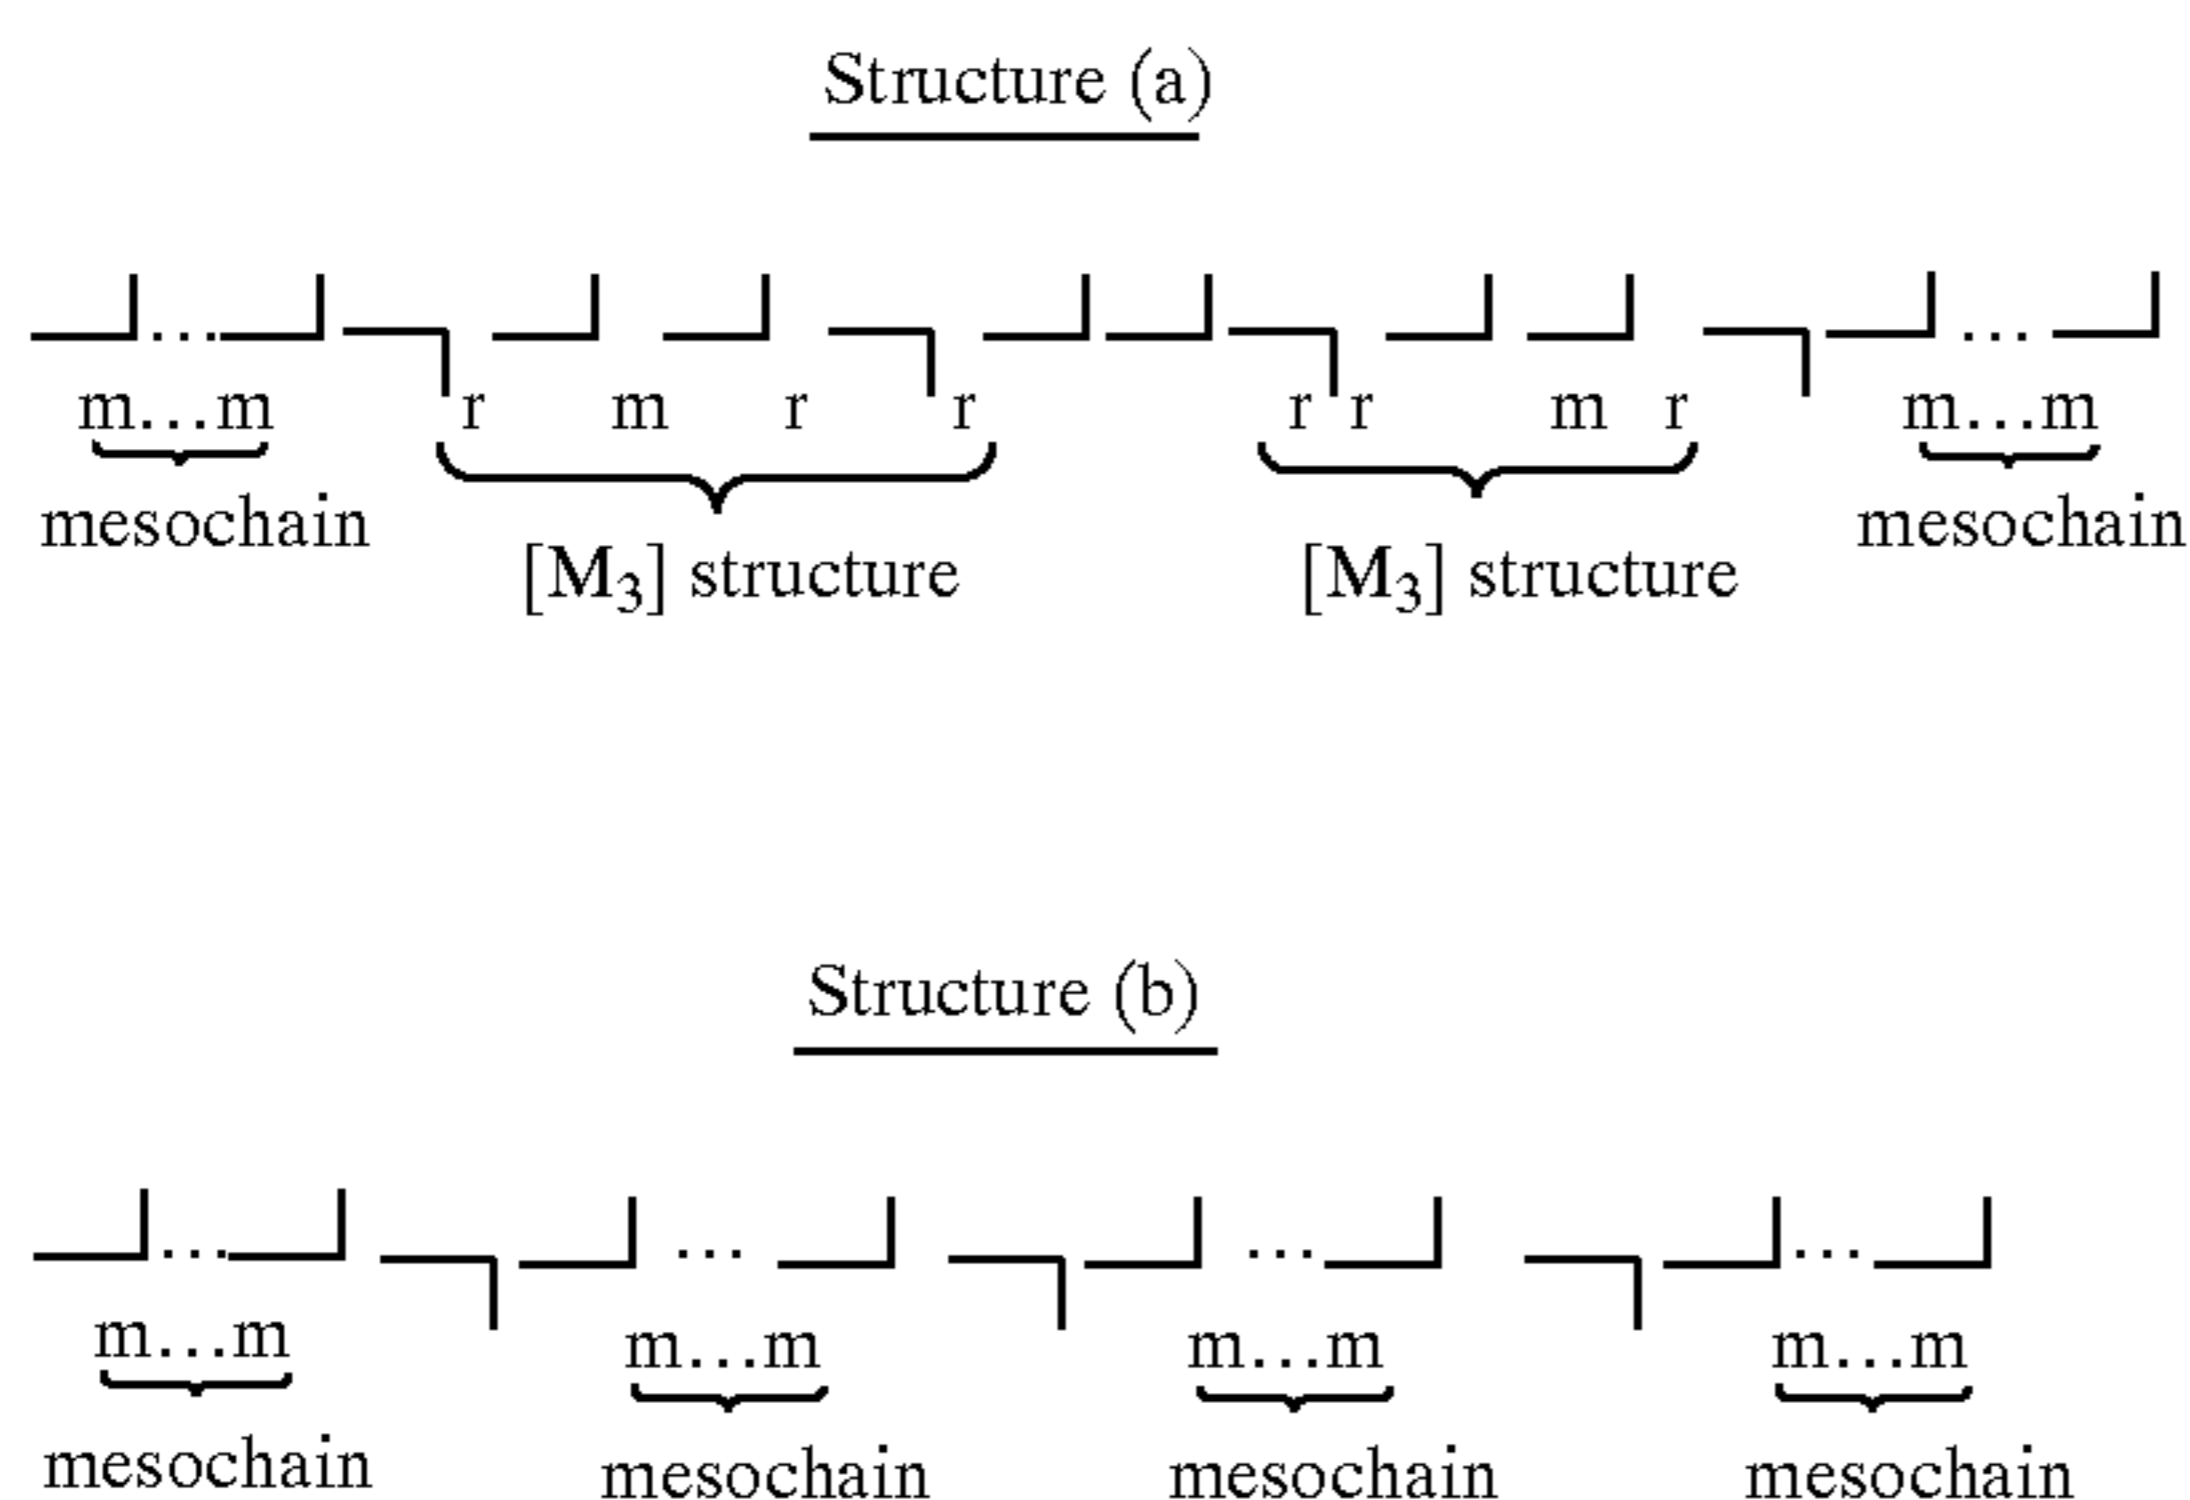 Structure (a)
m...m r m r r r r m r m...m
mesochain [M3] structure [M3] structure mesochain
Structure (b)
m...m m...m m...m m...m
mesochain mesochain mesochain mesochain